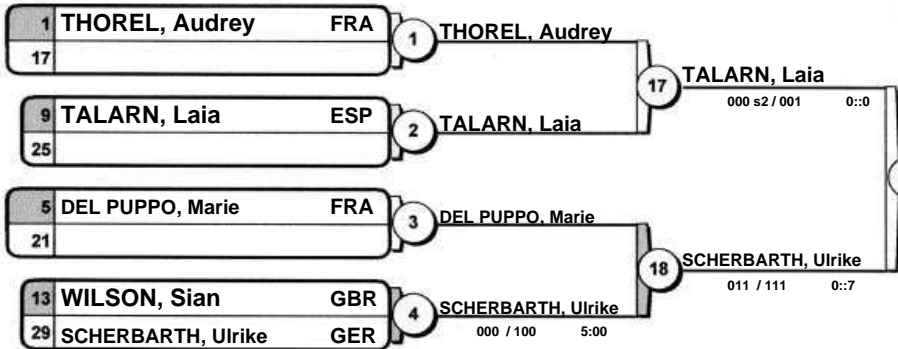 1 THOREL, Audrey FRA
17
1
THOREL, Audrey
9 TALARN, Laia ESP
25
2
TALARN, Laia
17
TALARN, Laia
000 s2 / 001 0::0
5 DEL PUPPO, Marie FRA
21
3
DEL PUPPO, Marie
13 WILSON, Sian GBR
29 SCHERBARTH, Ulrike GER
4
SCHERBARTH, Ulrike
000 / 100 5:00
18
SCHERBARTH, Ulrike
011 / 111 0::7